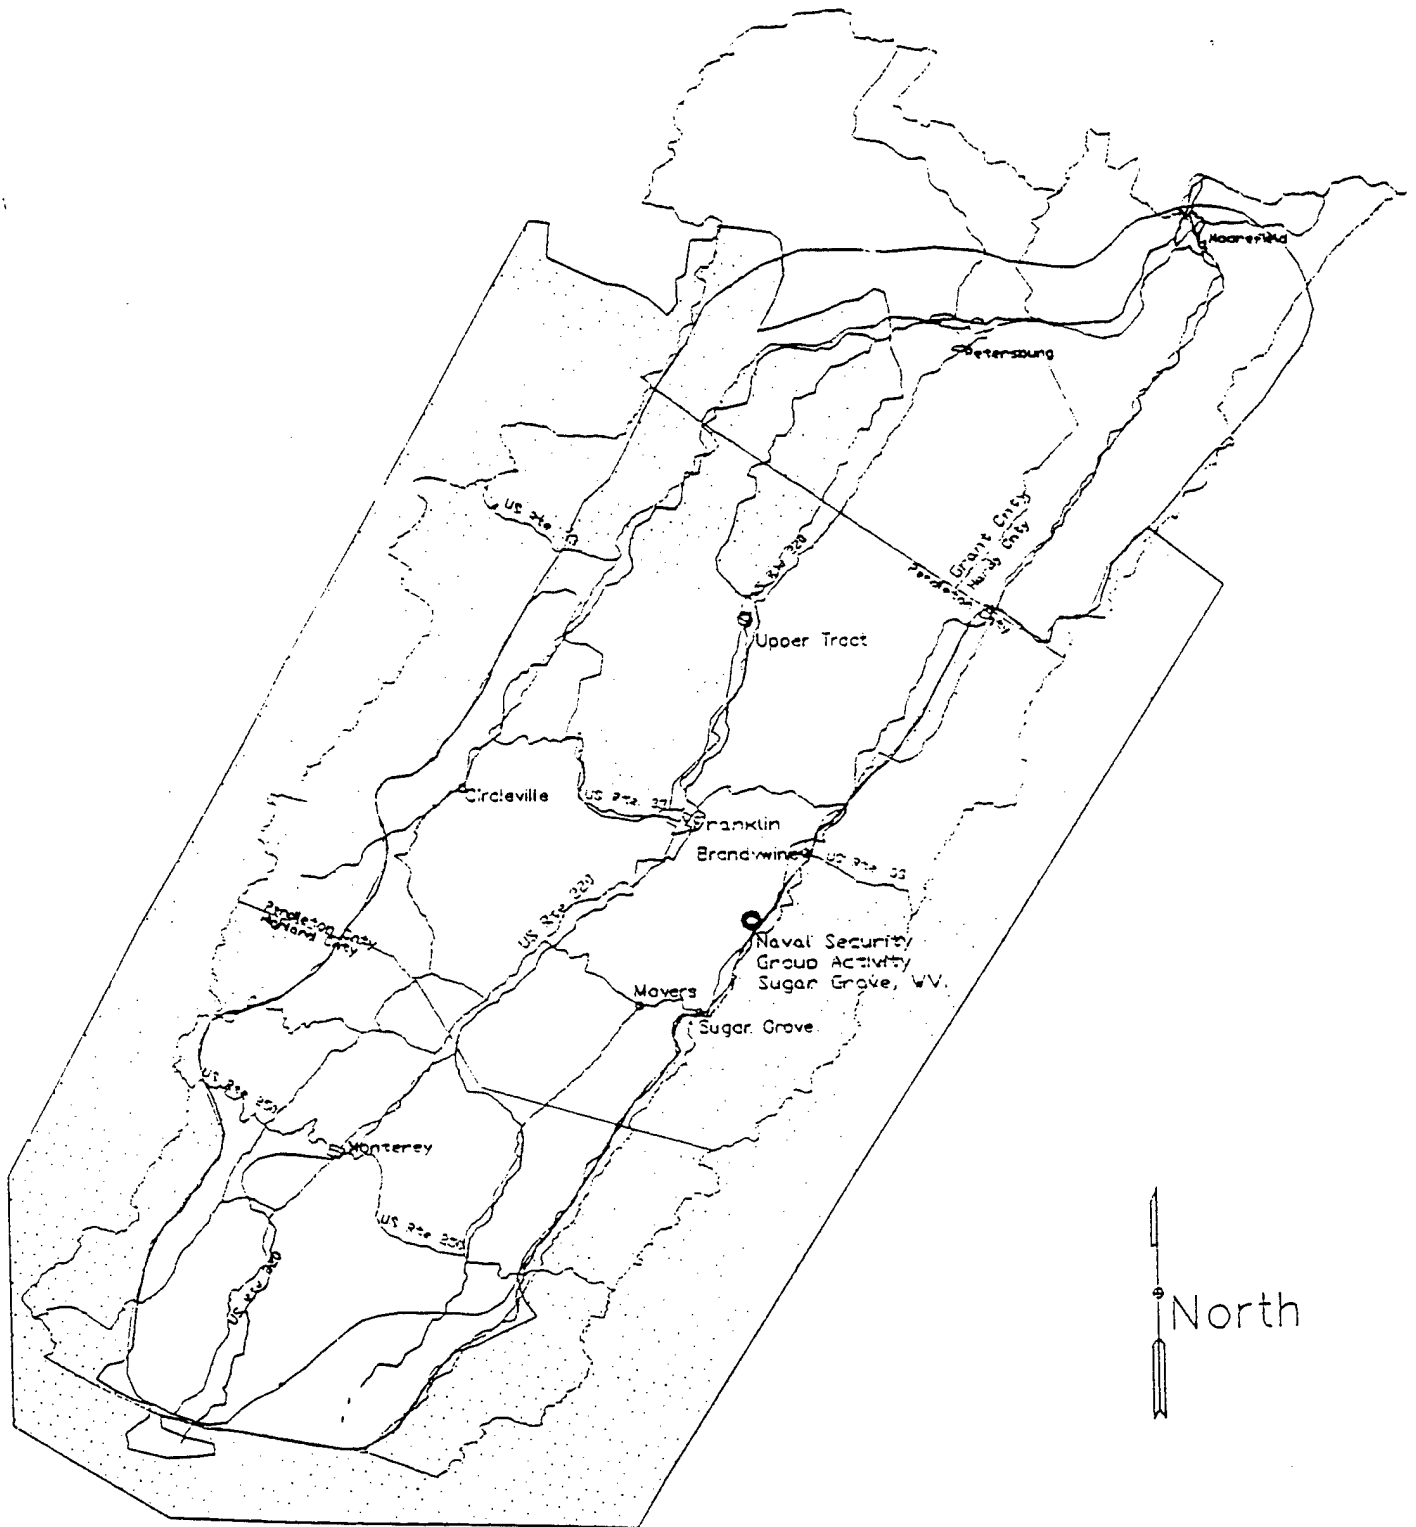 Moorefield
Petersburg
US Rte 33
Grant Cnty
Hardy Cnty
Pendleton Cnty
US Rte 220
Upper Tract
Circleville
US Rte. 33
Franklin
Brandywine
US Rte 33
Pendleton Cnty
Highland Cnty
US Rte 220
Naval Security
Group Activity
Sugar Grove, WV.
Moyers
Sugar Grove
US Rte 250
Monterey
US Rte 250
US Rte 220
North